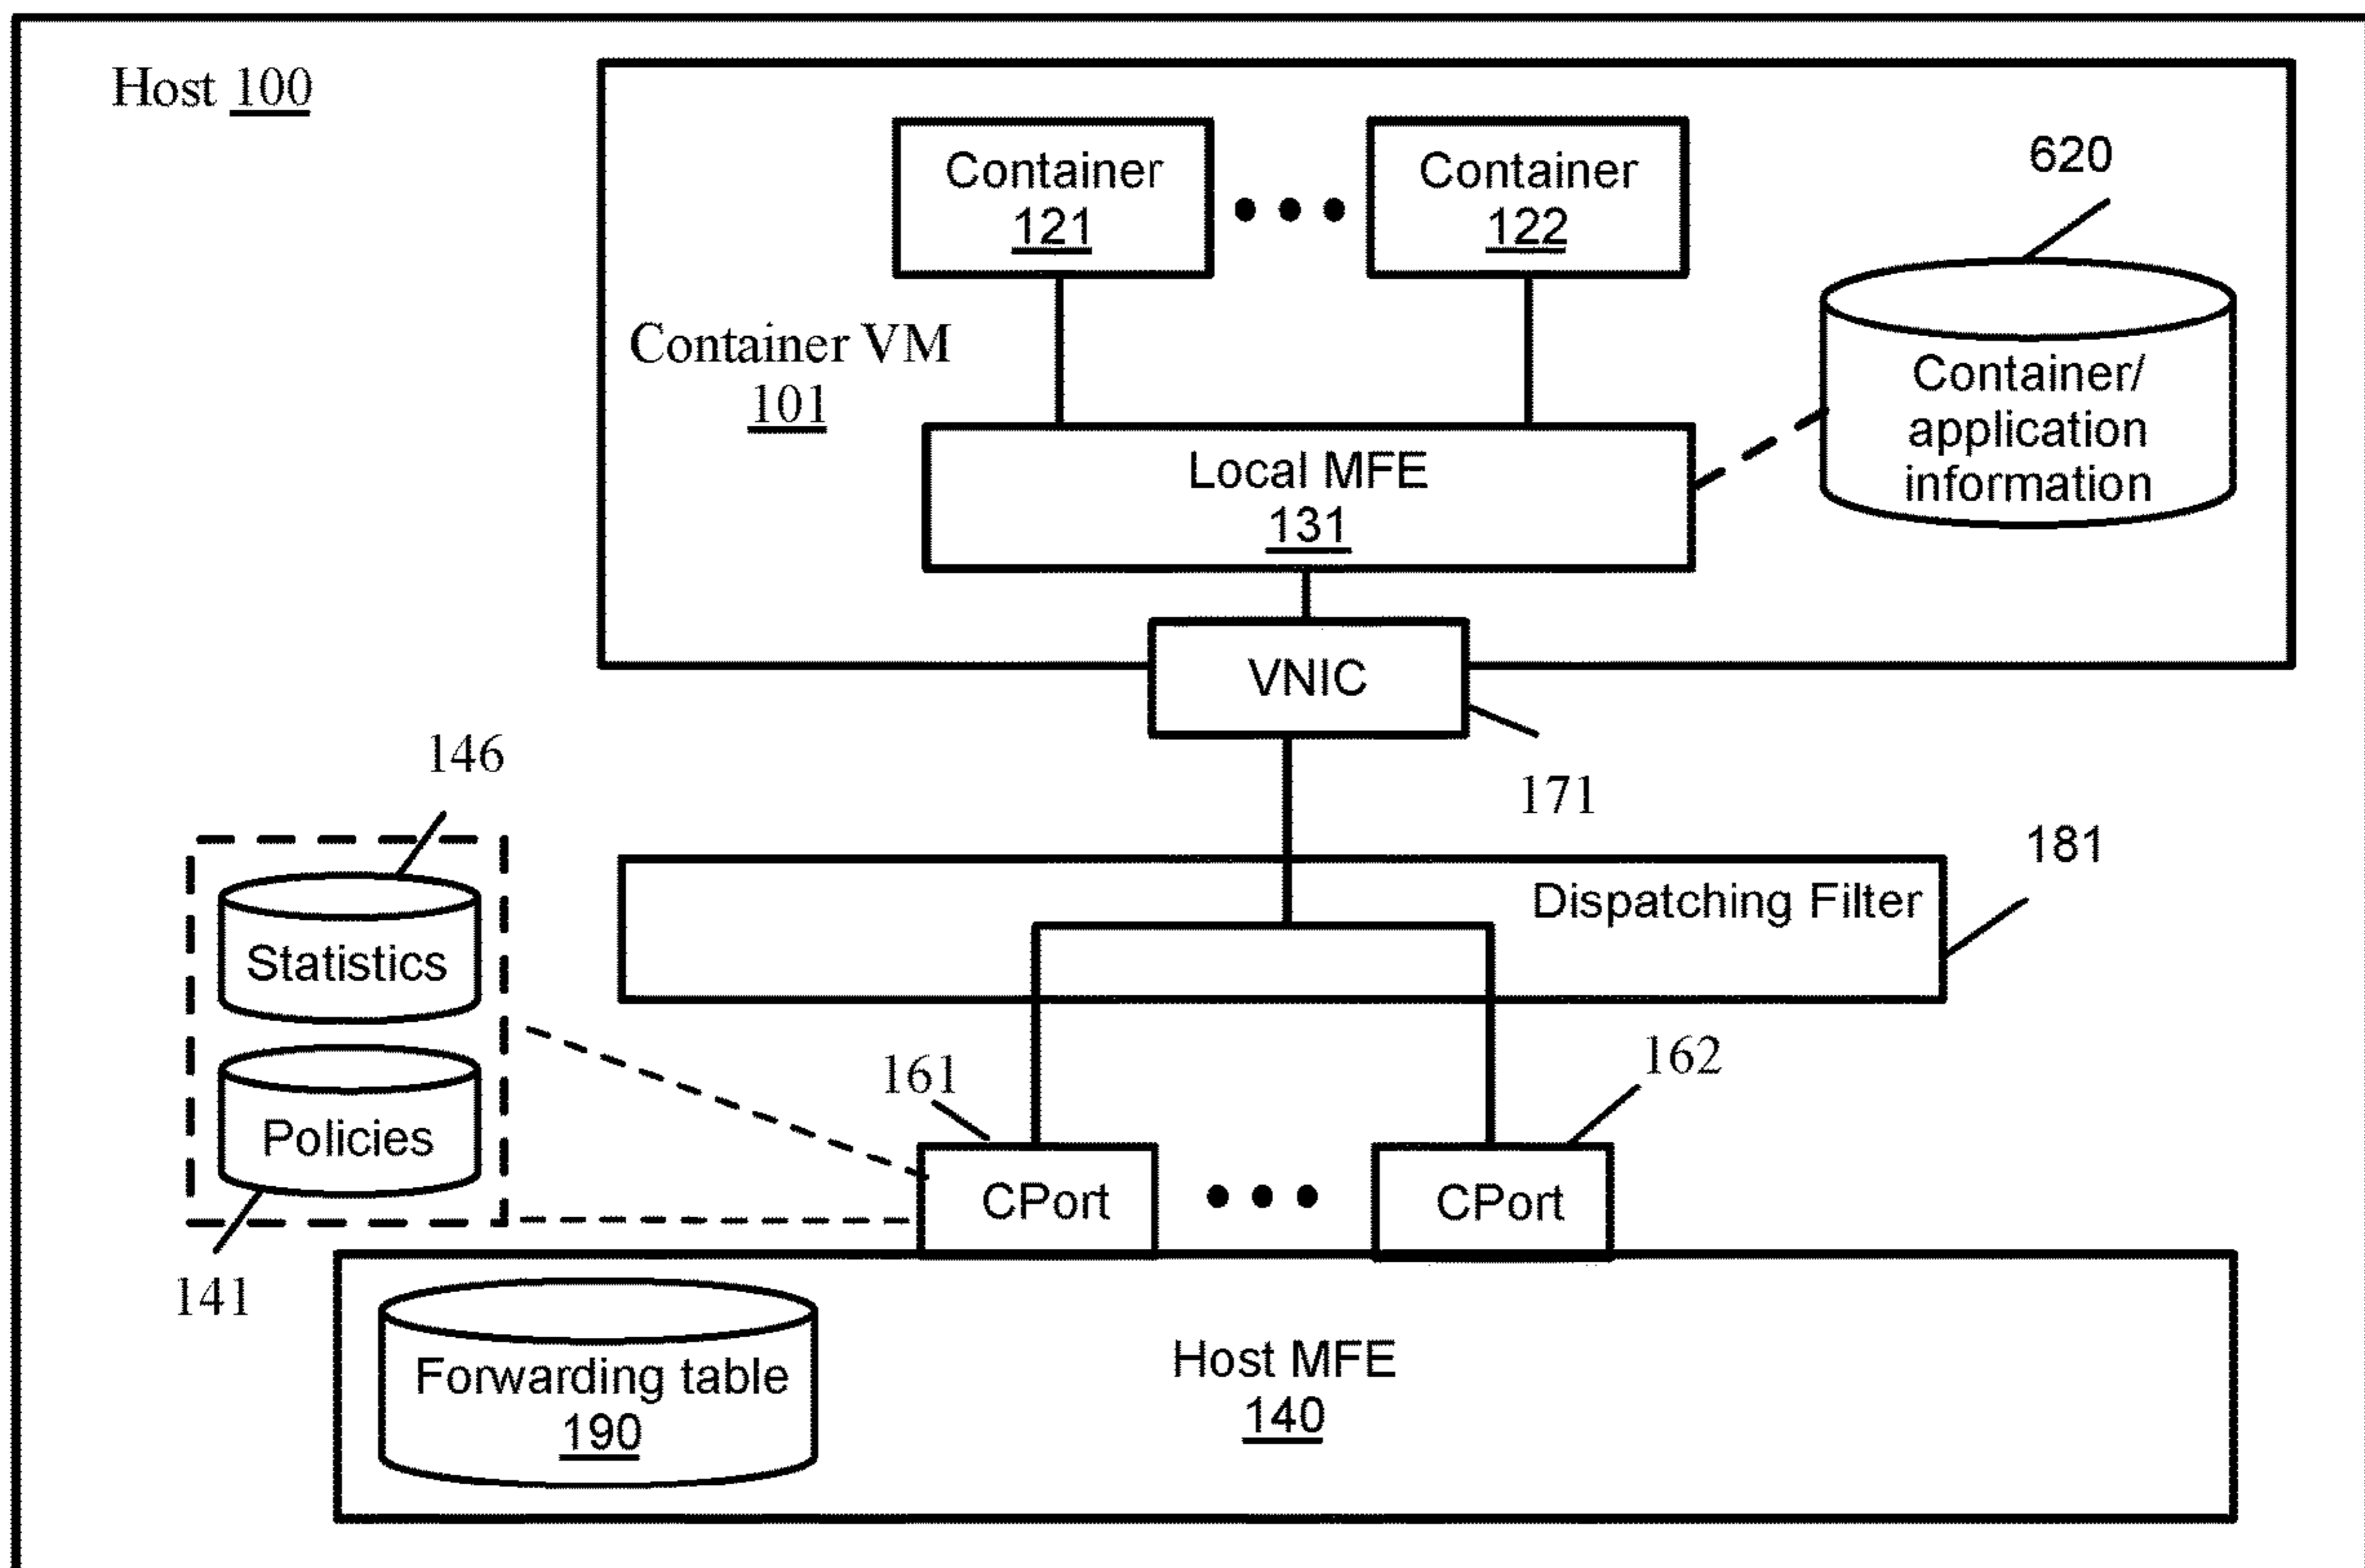 Host 100
Container
121
Container
122
620
Container VM
101
Container/
application
information
Local MFE
131
VNIC
171
146
181
Dispatching Filter
Statistics
161
162
Policies
CPort
CPort
141
Forwarding table
190
Host MFE
140